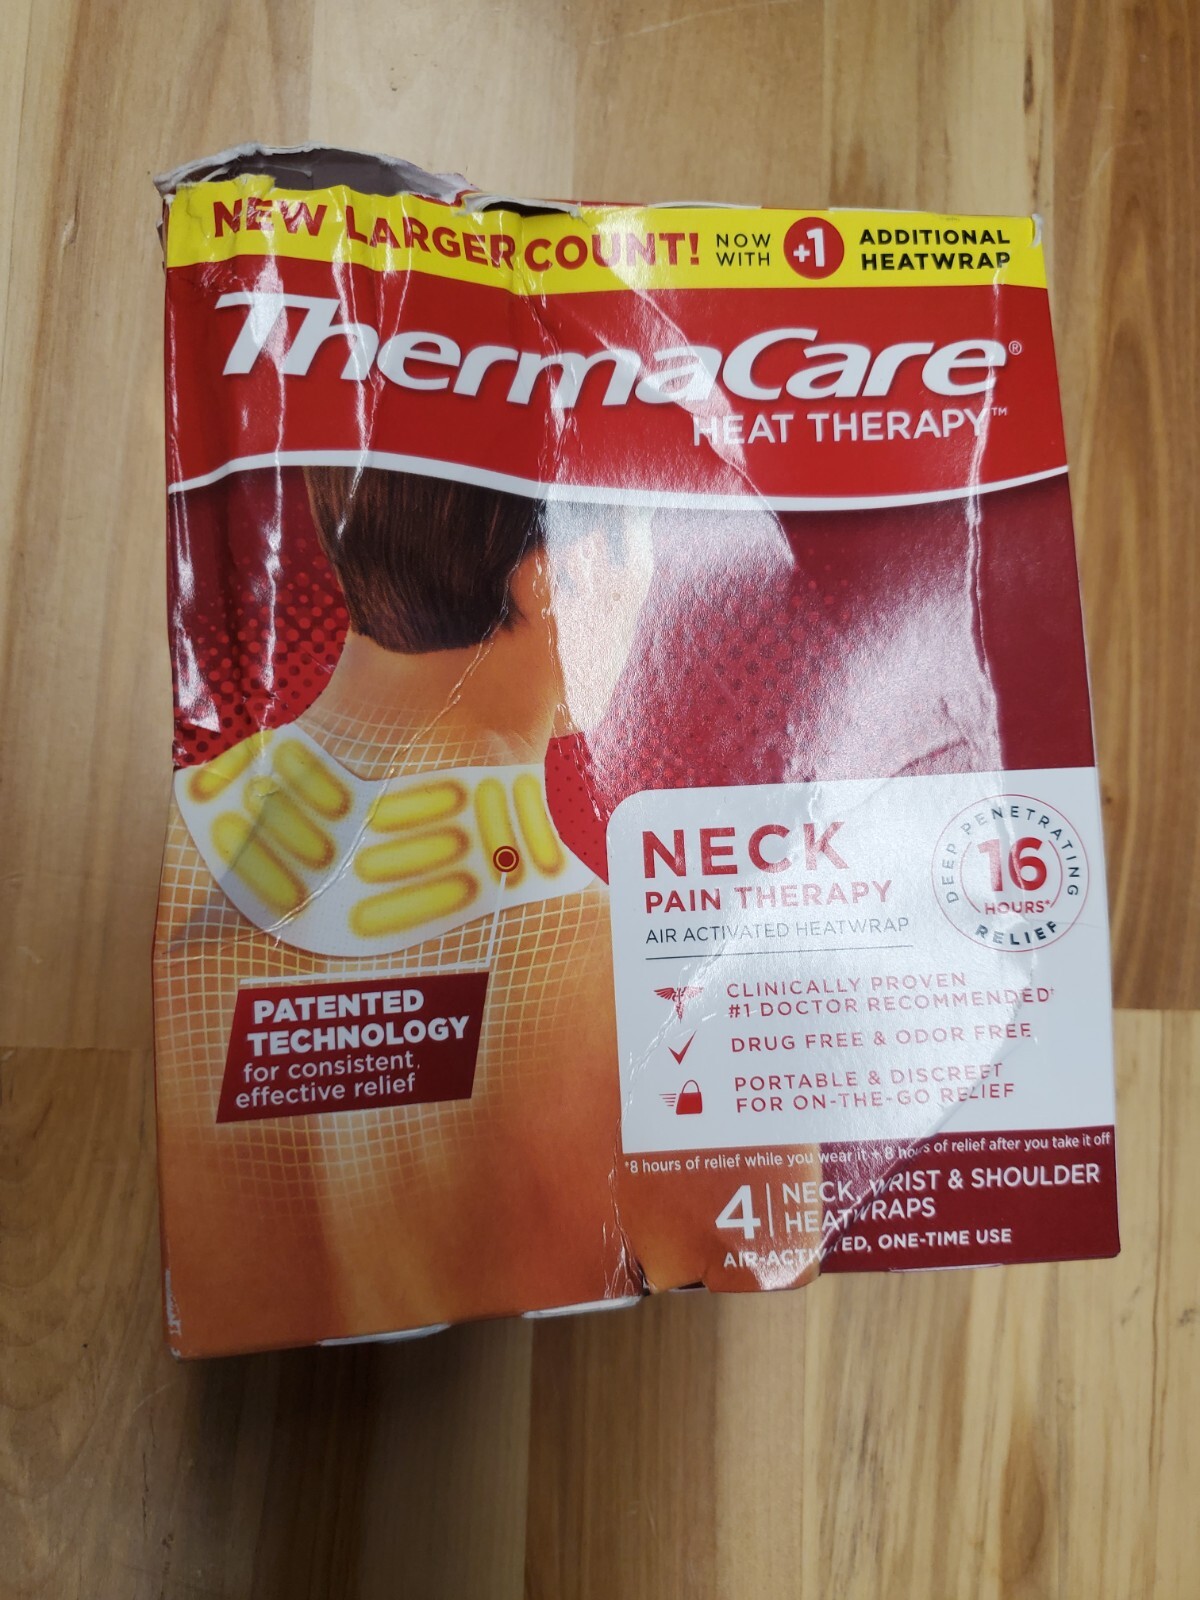 NEW LARGER COUNT! NOW WITH +1 ADDITIONAL HEATWRAP
ThermaCare®
HEAT THERAPY™
NECK
PAIN THERAPY
AIR ACTIVATED HEATWRAP
DEEP PENETRATING
16
HOURS*
RELIEF
CLINICALLY PROVEN
#1 DOCTOR RECOMMENDED†
DRUG FREE & ODOR FREE
PORTABLE & DISCREET
FOR ON-THE-GO RELIEF
PATENTED
TECHNOLOGY
for consistent,
effective relief
*8 hours of relief while you wear it + 8 hours of relief after you take it off
4 | NECK, WRIST & SHOULDER
HEATWRAPS
AIR-ACTIVATED, ONE-TIME USE